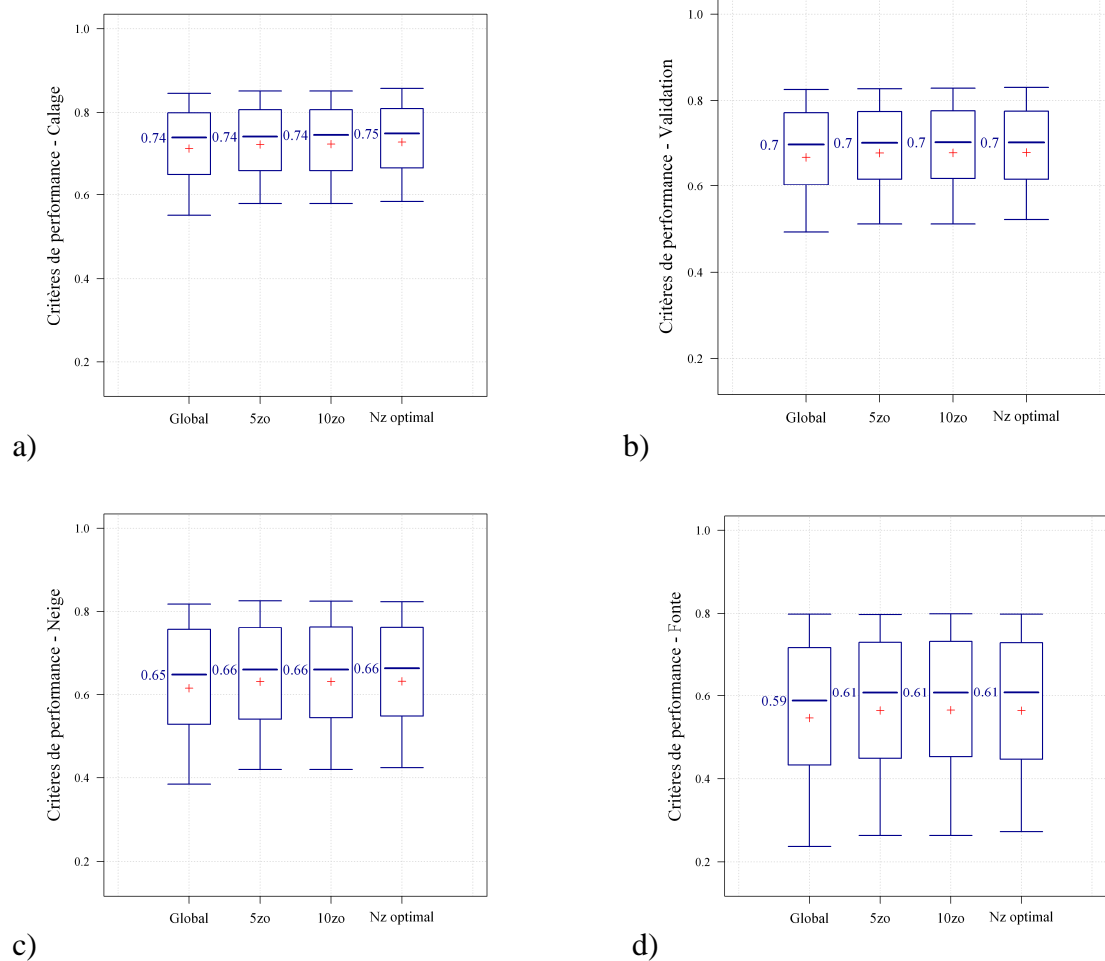 Critères de performance - Calage
1.0
0.8
0.6
0.4
0.2
0.74
0.74
0.74
0.75
Global
5zo
10zo
Nz optimal
a)
Critères de performance - Validation
1.0
0.8
0.6
0.4
0.2
0.7
0.7
0.7
0.7
Global
5zo
10zo
Nz optimal
b)
Critères de performance - Neige
1.0
0.8
0.6
0.4
0.2
0.65
0.66
0.66
0.66
Global
5zo
10zo
Nz optimal
c)
Critères de performance - Fonte
1.0
0.8
0.6
0.4
0.2
0.59
0.61
0.61
0.61
Global
5zo
10zo
Nz optimal
d)